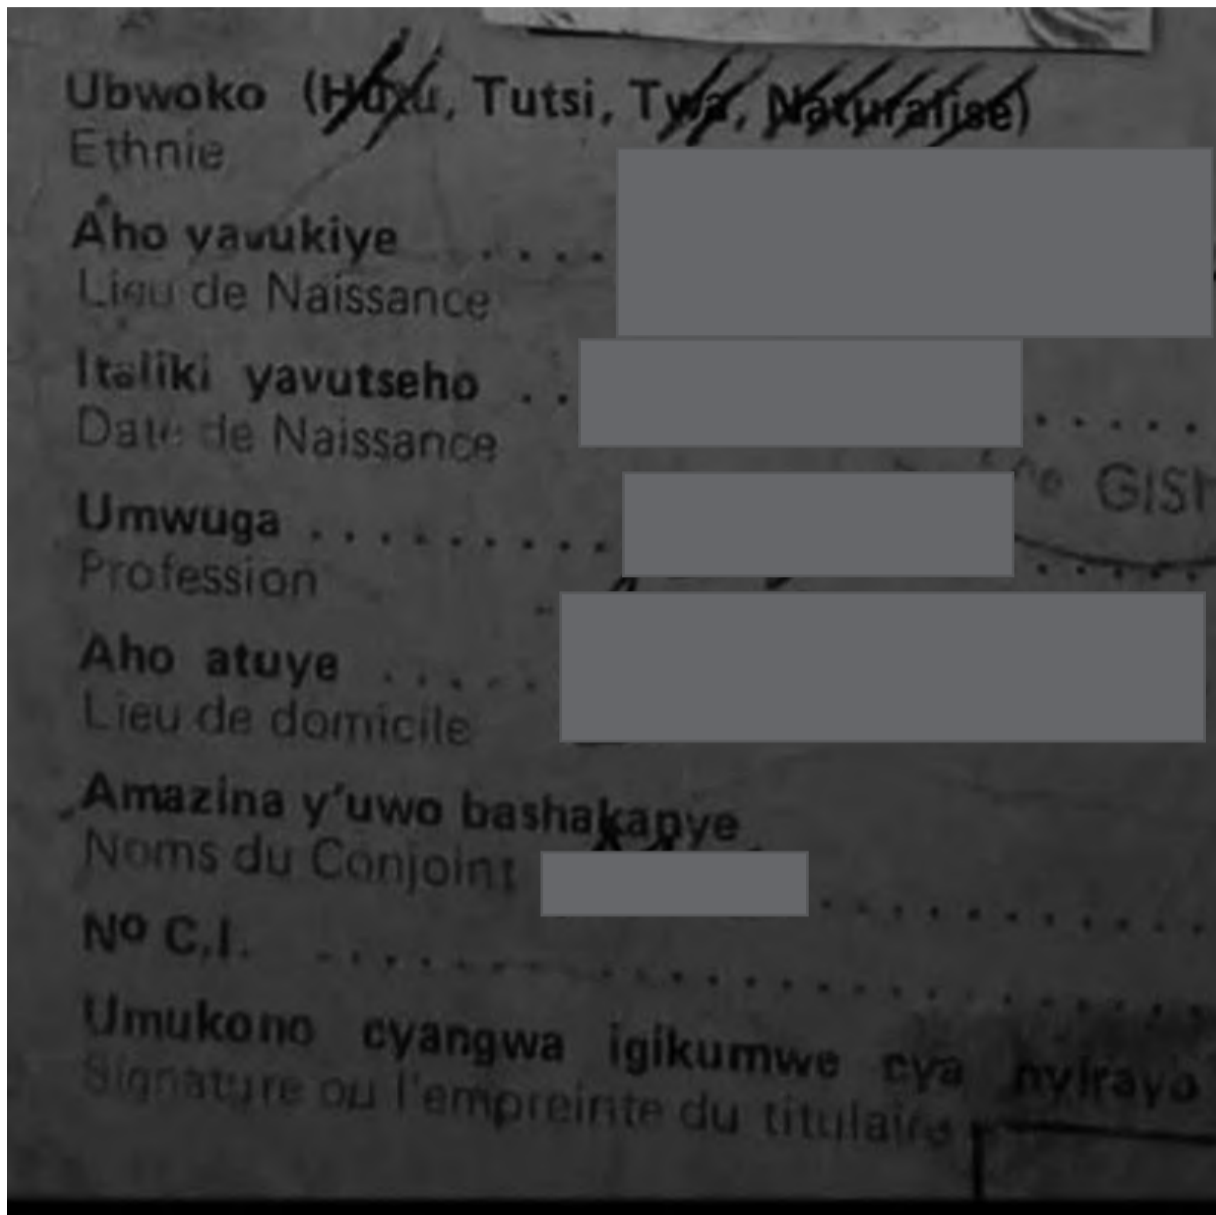 Ubwoko (Hutu, Tutsi, Twa, Naturalisé)
Ethnie
Aho yavukiye ....
Lieu de Naissance
Italiki yavutseho .. .....
Date de Naissance
GISI
Umwuga ......... .....
Profession
Aho atuye .....
Lieu de domicile
Amazina y'uwo bashakanye
Noms du Conjoint ...........
Nº C.I. .........................
Umukono cyangwa igikumwe cya nyirayo
Signature ou l'empreinte du titulaire